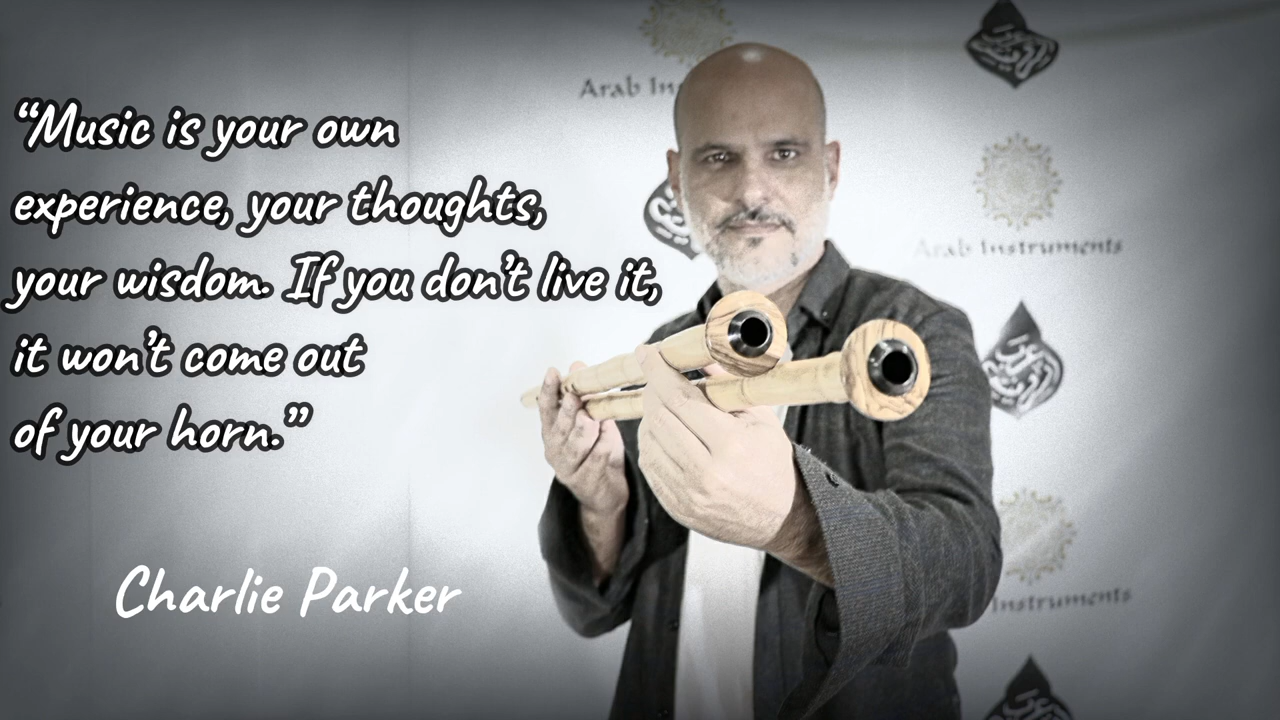 “Music is your own
experience, your thoughts,
your wisdom. If you don’t live it,
it won’t come out
of your horn.”
Charlie Parker
Arab Ins
Arab Instruments
Instruments